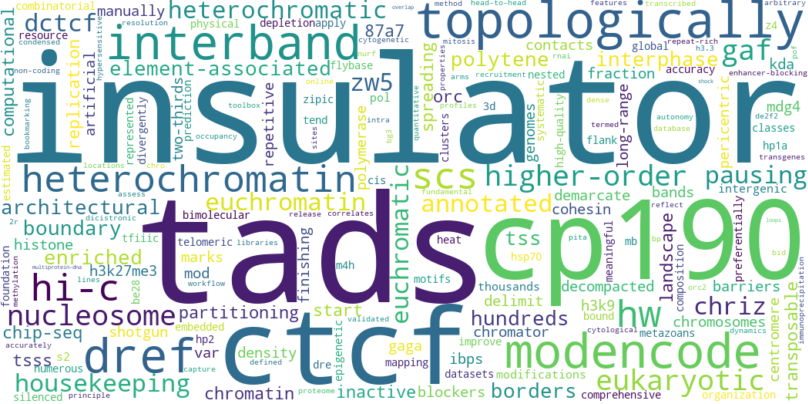 combinatorial method head-to-head transcribed features arbitrary overlap
dctcf manually heterochromatic physical depletion apply resolution condensed topologically
resource computational interband 87a7 cytogenetic nurf mitosis rnai global repeat-rich h3.3 z4 pof
non-coding replication artificial element-associated flybase polytene contacts interphase gaf accuracy kda enhancer-blocking
hypersensitive bookmarking represented divergently two-thirds prediction repetitive zw5 online toolbox spreading arms recruitment nested properties fraction
insulator
zipic pol tend sites occupancy intra hg3 polymerase orc 3d profiles clusters quantitative genomes systematic termed flank high-quality long-range dense database autonomy de2f2 shock
mdg4 classes hp1a transgenes pericentric intergenic
estimated locations chro cis
heterochromatin scs higher-order pausing
2r assess euchromatin fundamental annotated demarcate bands reflect loops
architectural dicistronic bimolecular release correlates
tads cp190
boundary tfiiic telomeric libraries euchromatic tss cohesin meaningful mb bp landscape preferentially composition pita bid
histone marks workflow finishing heat hsp70 decompacted barriers orc2
foundation methylation multiprotein-dna enriched h3k27me3 mod m4h motifs thousands delimit h3k9 bound chriz dynamics
hi-c lines be28 start chromator chromosomes immunoprecipitation
nucleosome partitioning ctcf hundreds hw cytological metazoans centromere transposable
chip-seq shotgun embedded epigenetic validated gaga ibps improve
accurately tsss s2 dref hp2 var density defined dre mapping datasets modifications modencode
numerous capture proteome
housekeeping inactive blockers borders eukaryotic
silenced principle chromatin comprehensive organization